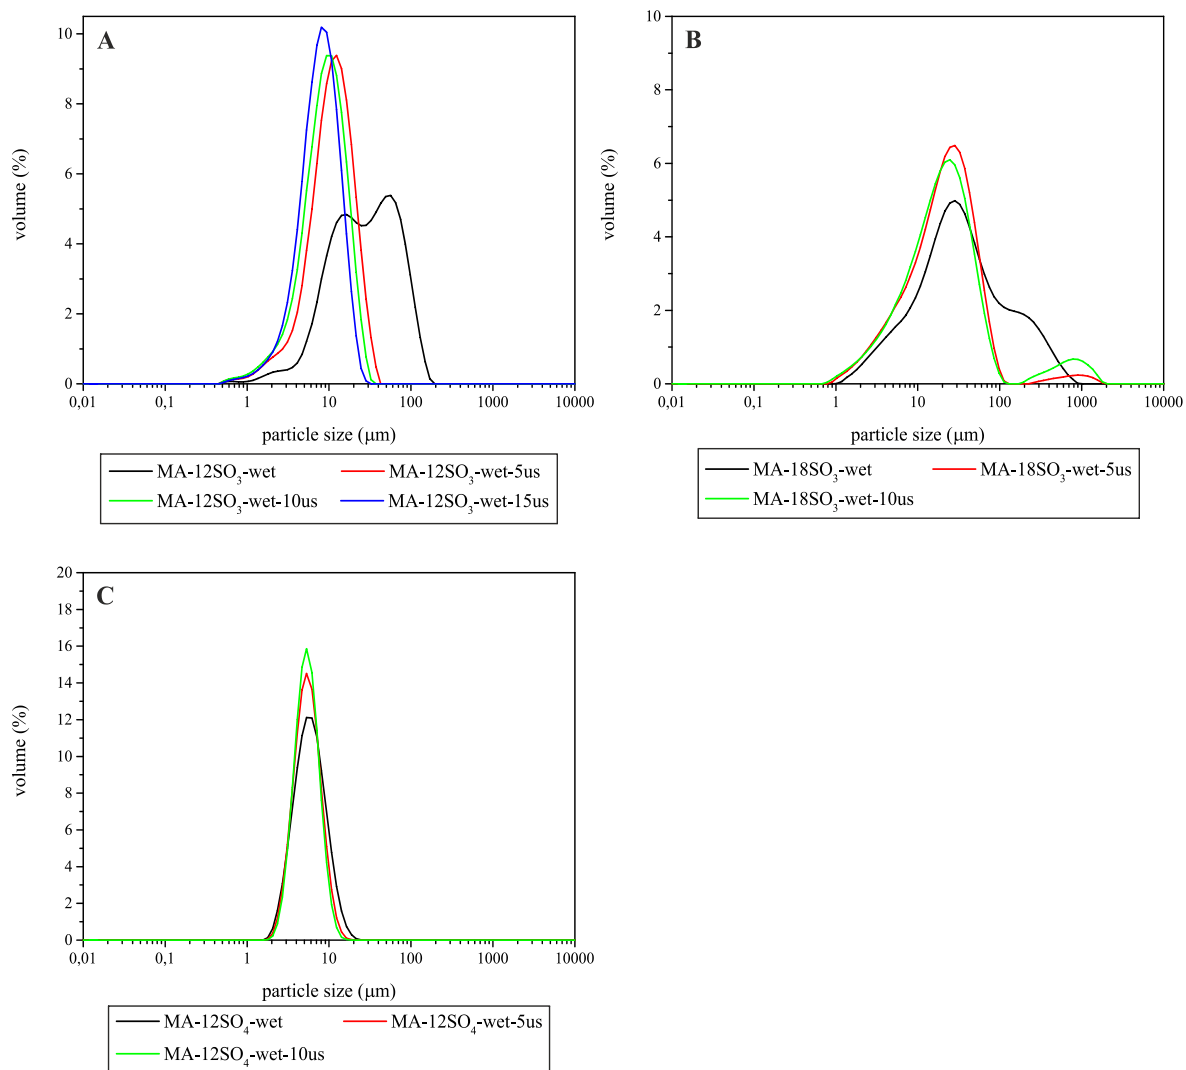 A
volume (%)
10
8
6
4
2
0
0,01 0,1 1 10 100 1000 10000
particle size (μm)
MA-12SO₃-wet MA-12SO₃-wet-5us
MA-12SO₃-wet-10us MA-12SO₃-wet-15us
B
volume (%)
10
8
6
4
2
0
0,01 0,1 1 10 100 1000 10000
particle size (μm)
MA-18SO₃-wet MA-18SO₃-wet-5us
MA-18SO₃-wet-10us
C
volume (%)
20
18
16
14
12
10
8
6
4
2
0
0,01 0,1 1 10 100 1000 10000
particle size (μm)
MA-12SO₄-wet MA-12SO₄-wet-5us
MA-12SO₄-wet-10us